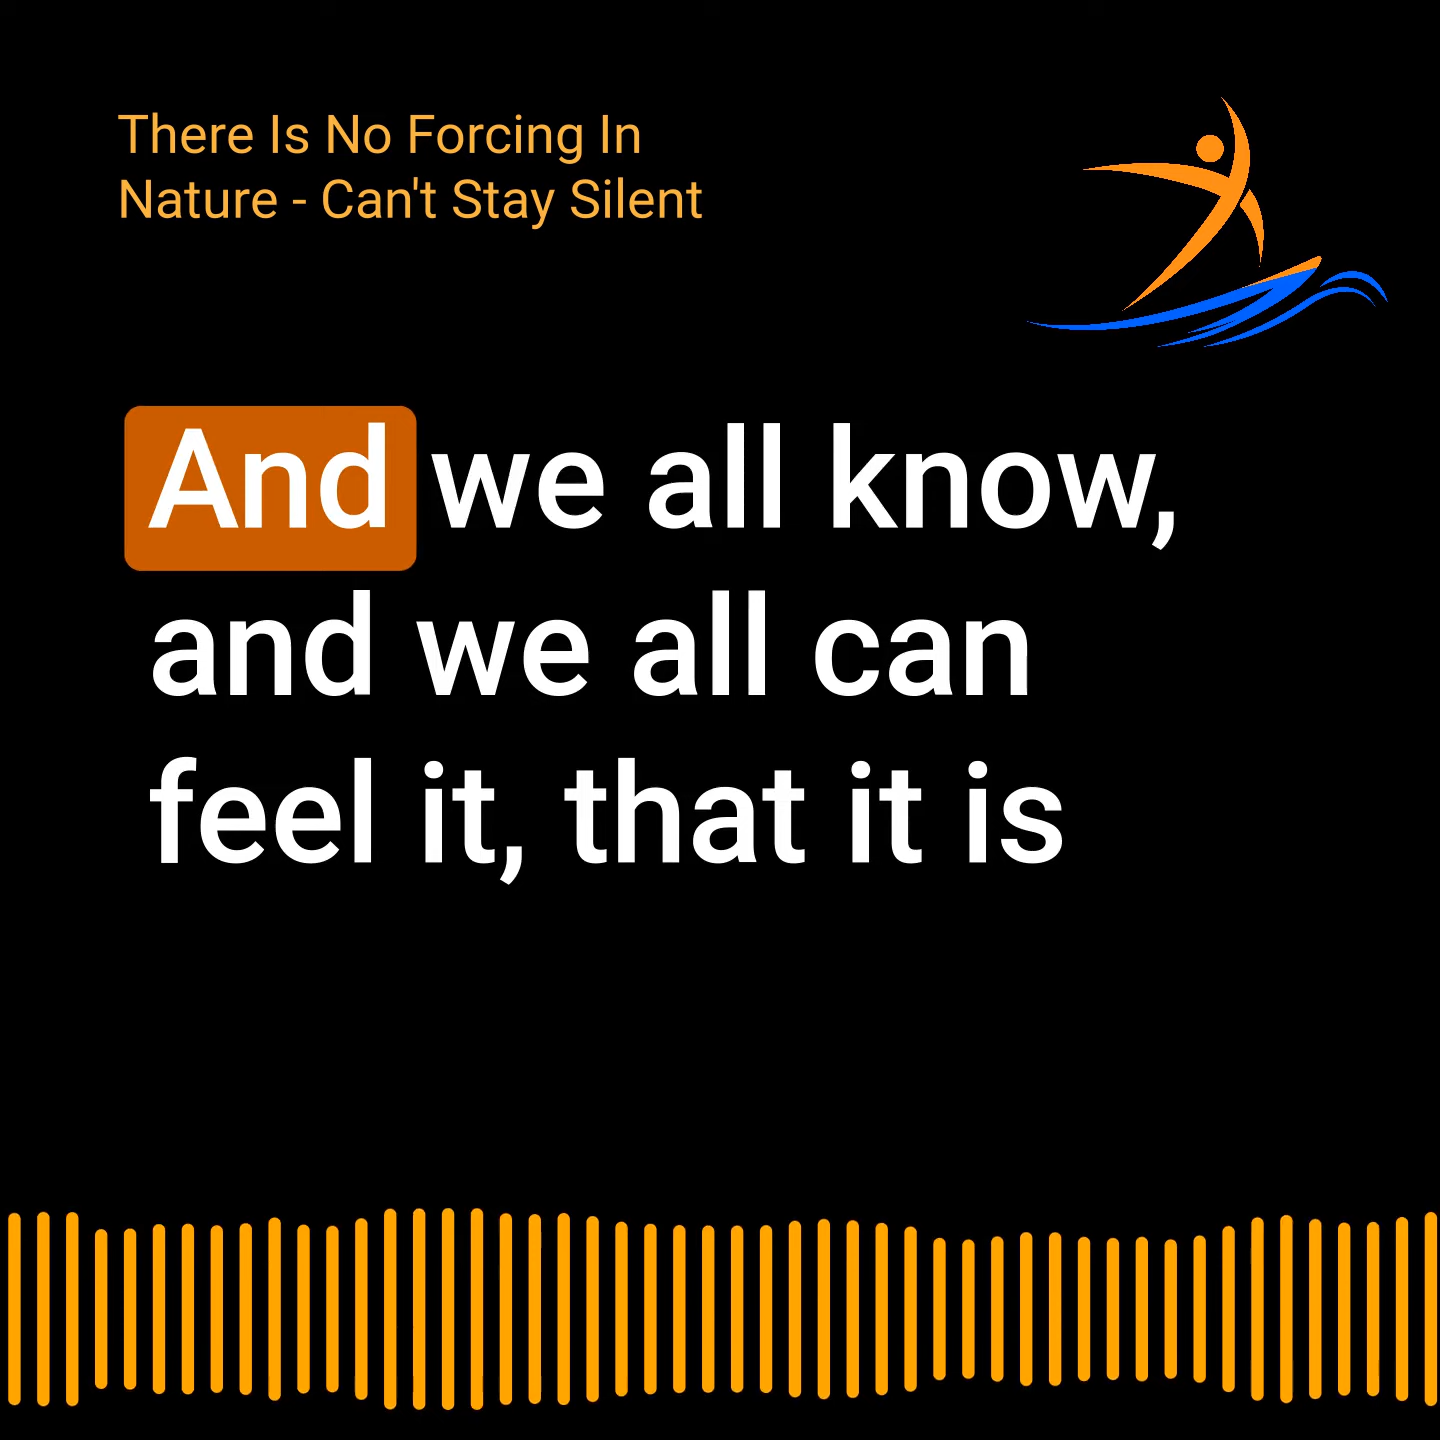 There Is No Forcing In
Nature - Can't Stay Silent
And we all know,
and we all can
feel it, that it is